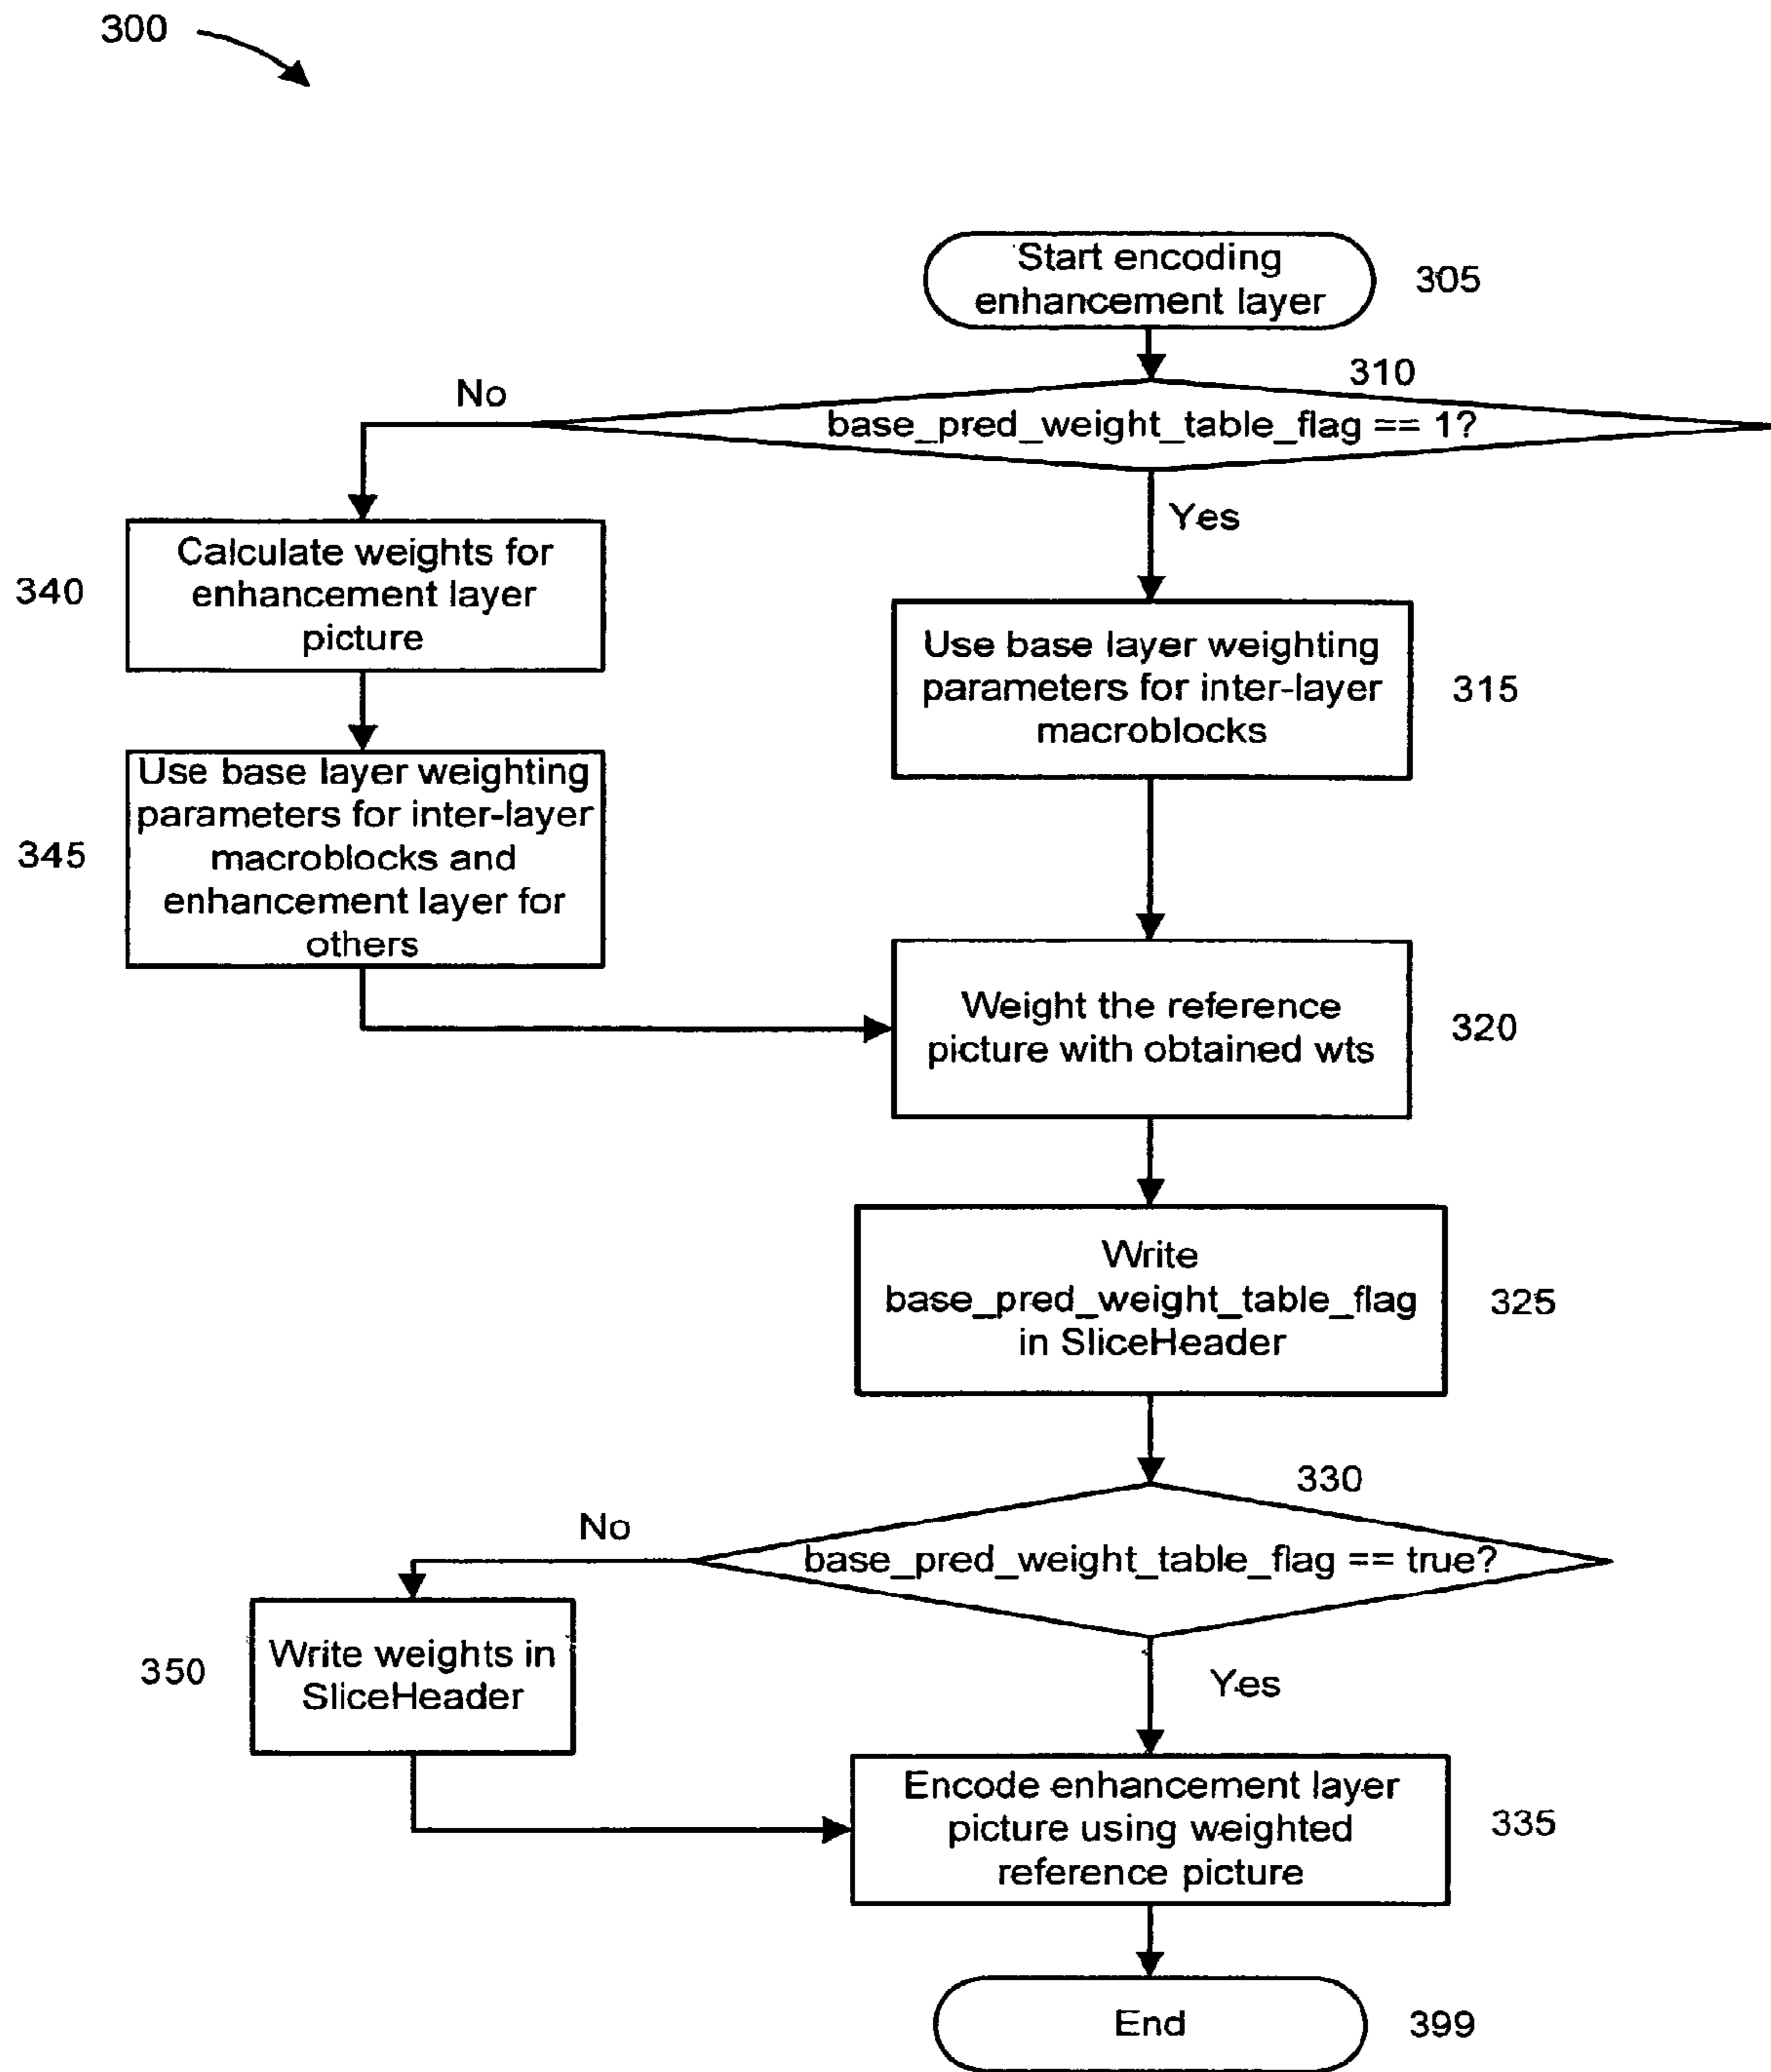 300
Start encoding
enhancement layer
305
310
No
base_pred_weight_table_flag == 1?
Yes
Calculate weights for
enhancement layer
picture
340
Use base layer weighting
parameters for inter-layer
macroblocks
315
Use base layer weighting
parameters for inter-layer
macroblocks and
enhancement layer for
others
345
Weight the reference
picture with obtained wts
320
Write
base_pred_weight_table_flag
in SliceHeader
325
330
No
base_pred_weight_table_flag == true?
Yes
Write weights in
SliceHeader
350
Encode enhancement layer
picture using weighted
reference picture
335
End
399